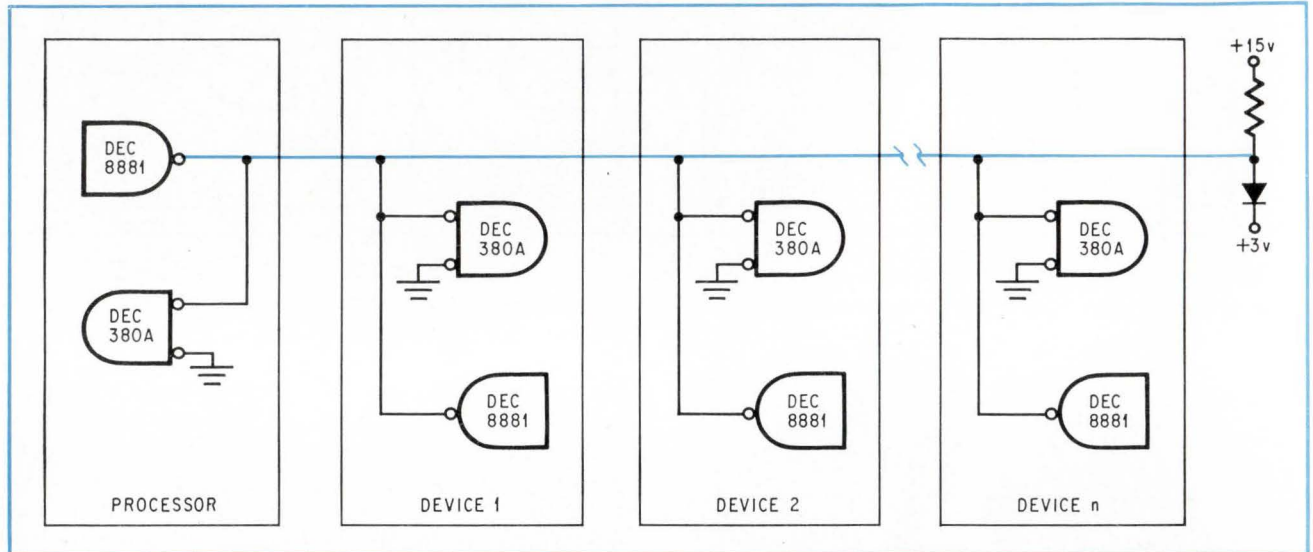 +15v
DEC
8881
DEC
380A
DEC
380A
DEC
380A
+3v
DEC
380A
DEC
8881
DEC
8881
DEC
8881
PROCESSOR
DEVICE 1
DEVICE 2
DEVICE n